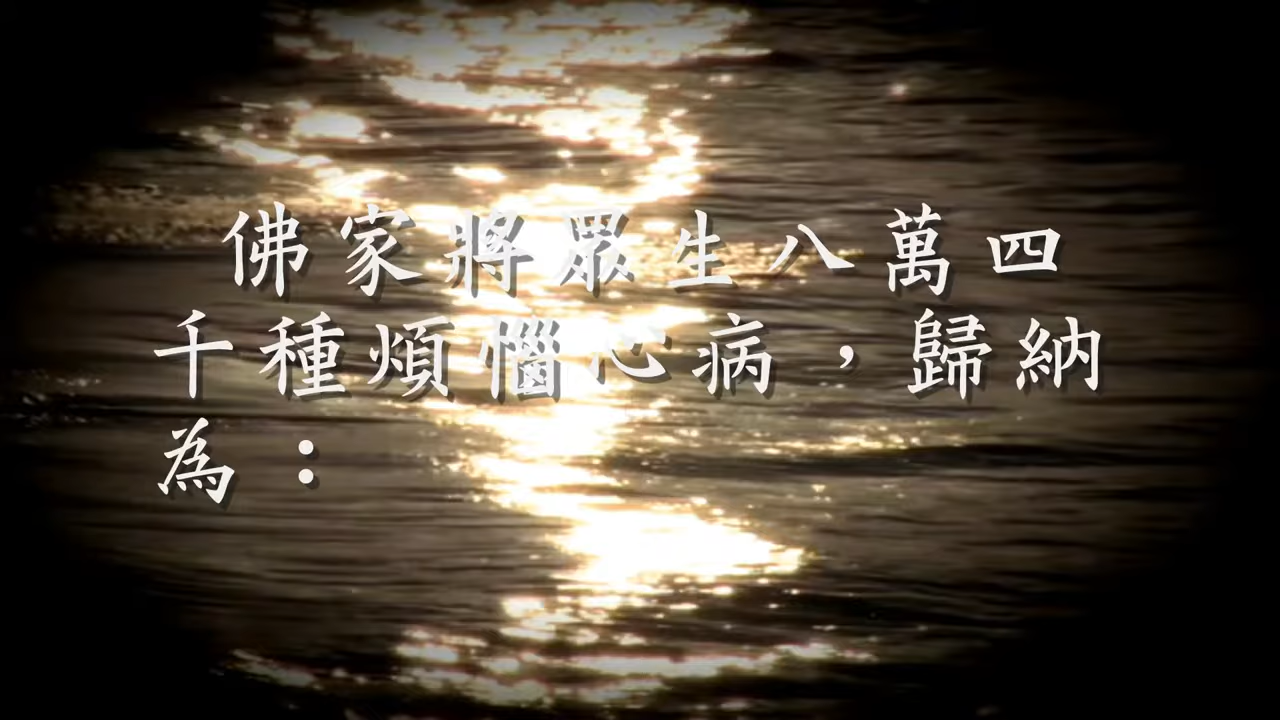 佛家將眾生八萬四
千種煩惱心病，歸納
為：